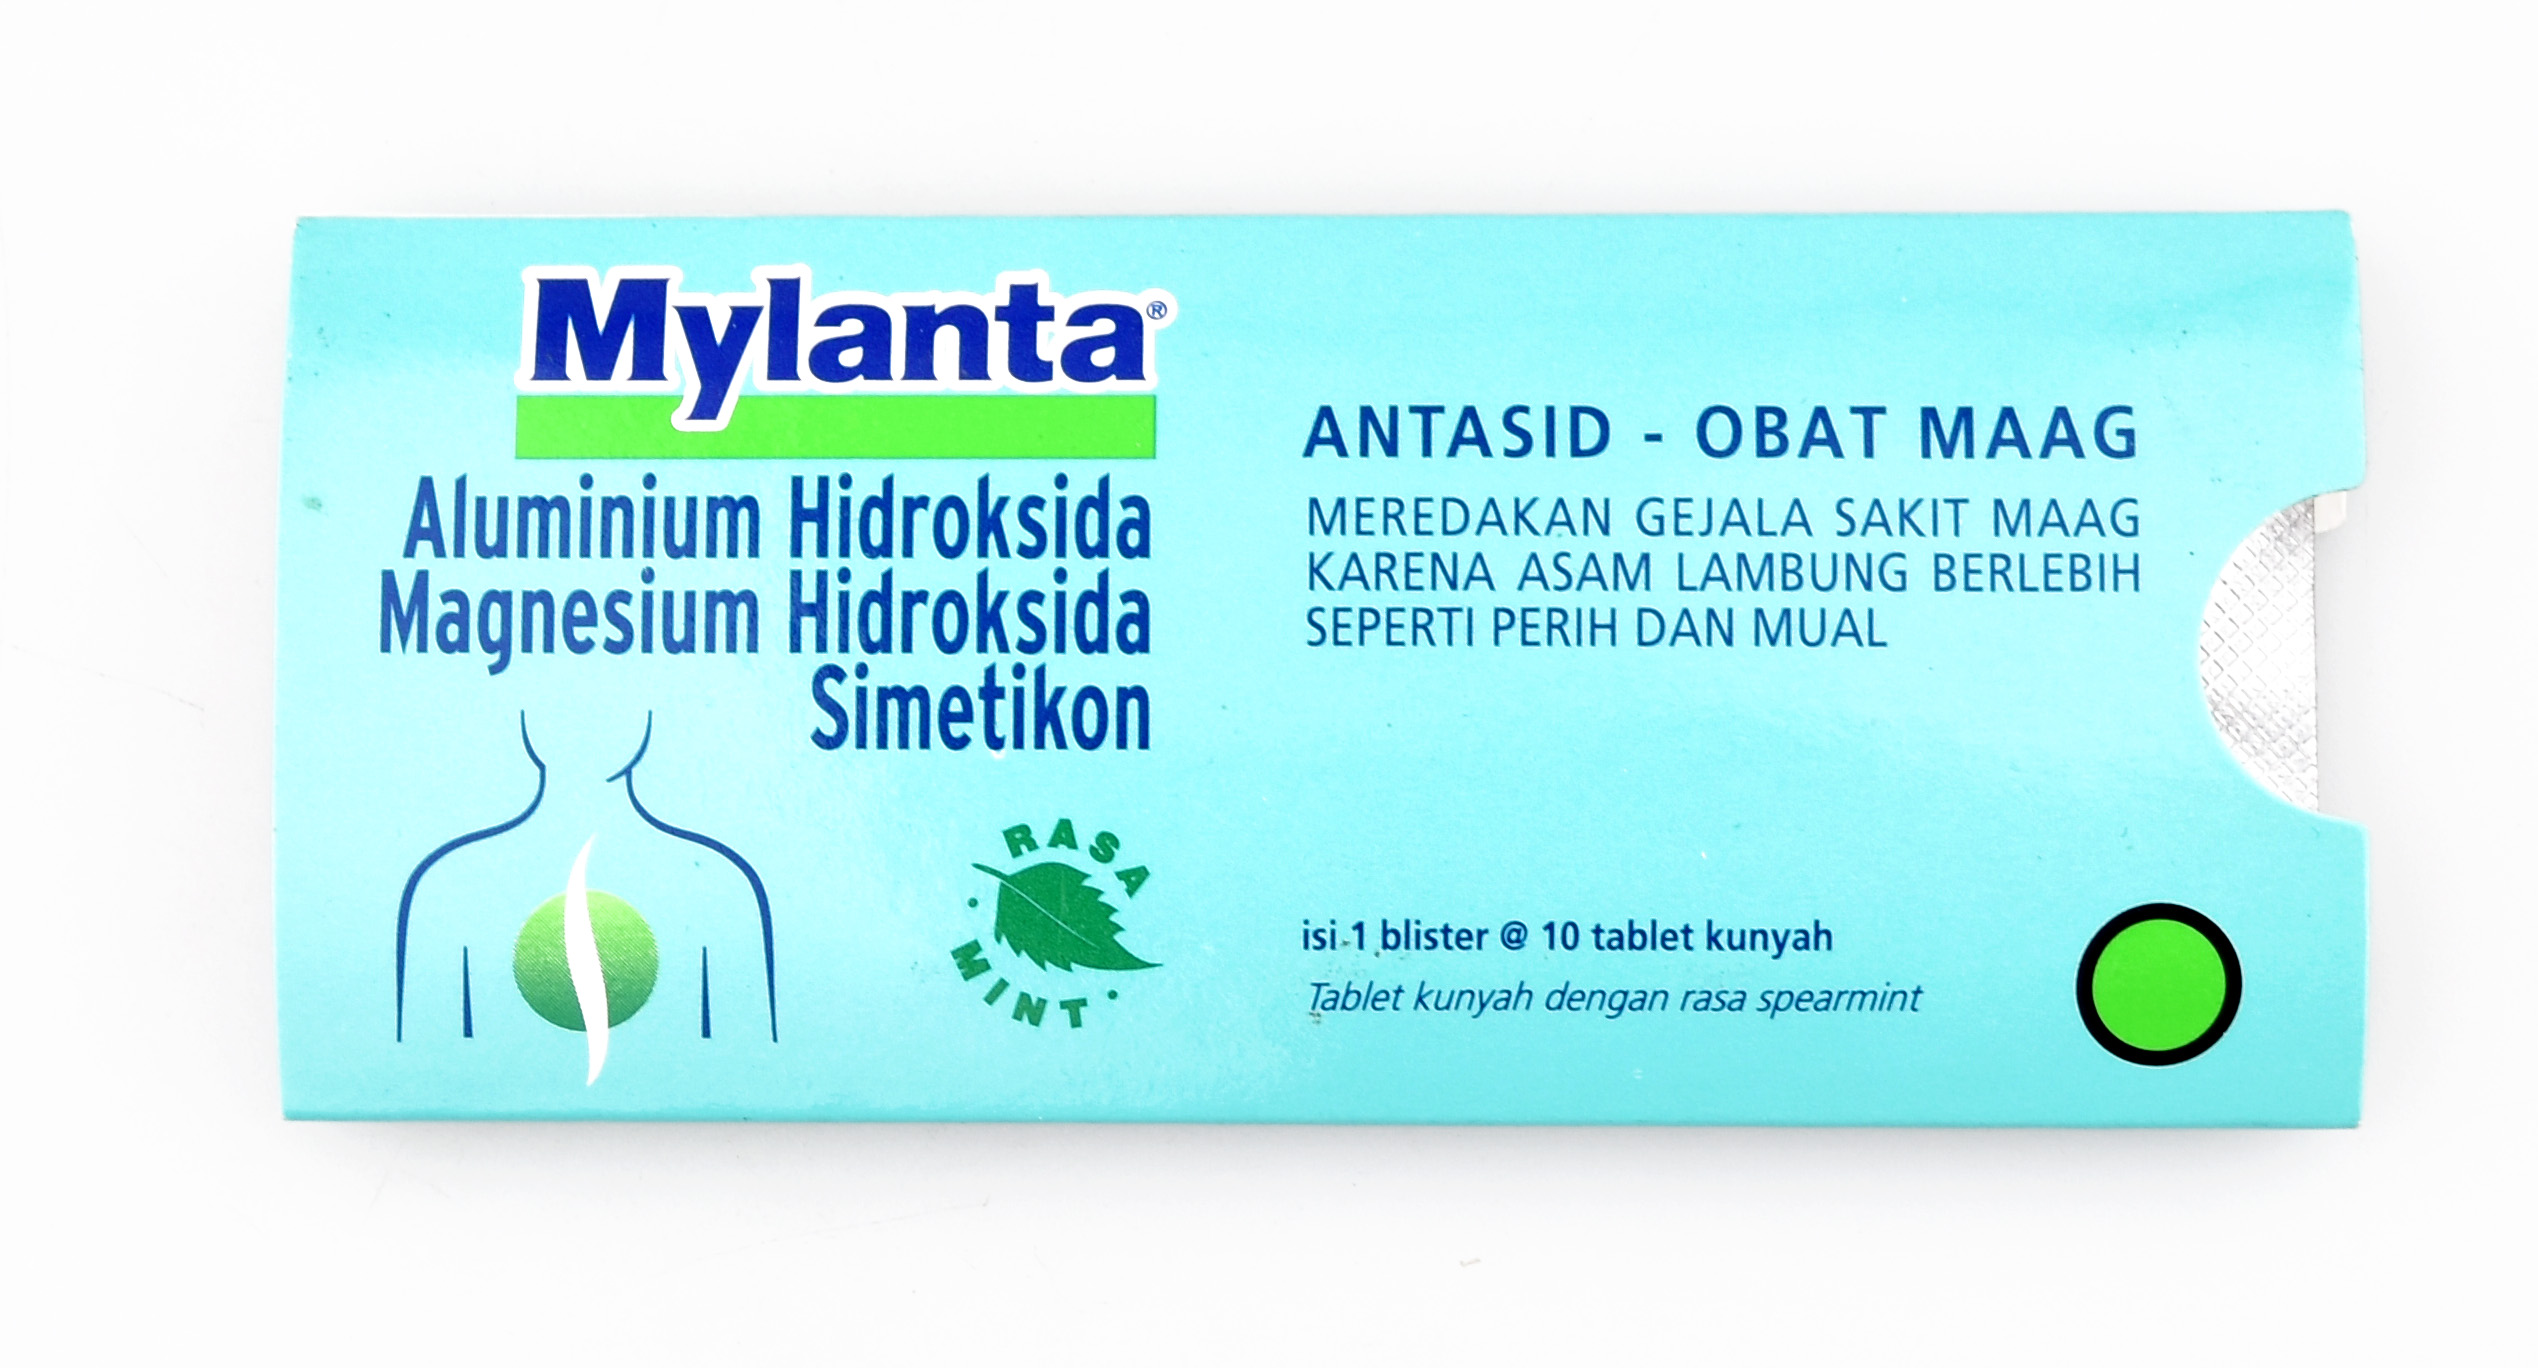 Mylanta®
Aluminium Hidroksida
Magnesium Hidroksida
Simetikon
RASA
MINT
ANTASID - OBAT MAAG
MEREDAKAN GEJALA SAKIT MAAG
KARENA ASAM LAMBUNG BERLEBIH
SEPERTI PERIH DAN MUAL
isi 1 blister @ 10 tablet kunyah
Tablet kunyah dengan rasa spearmint